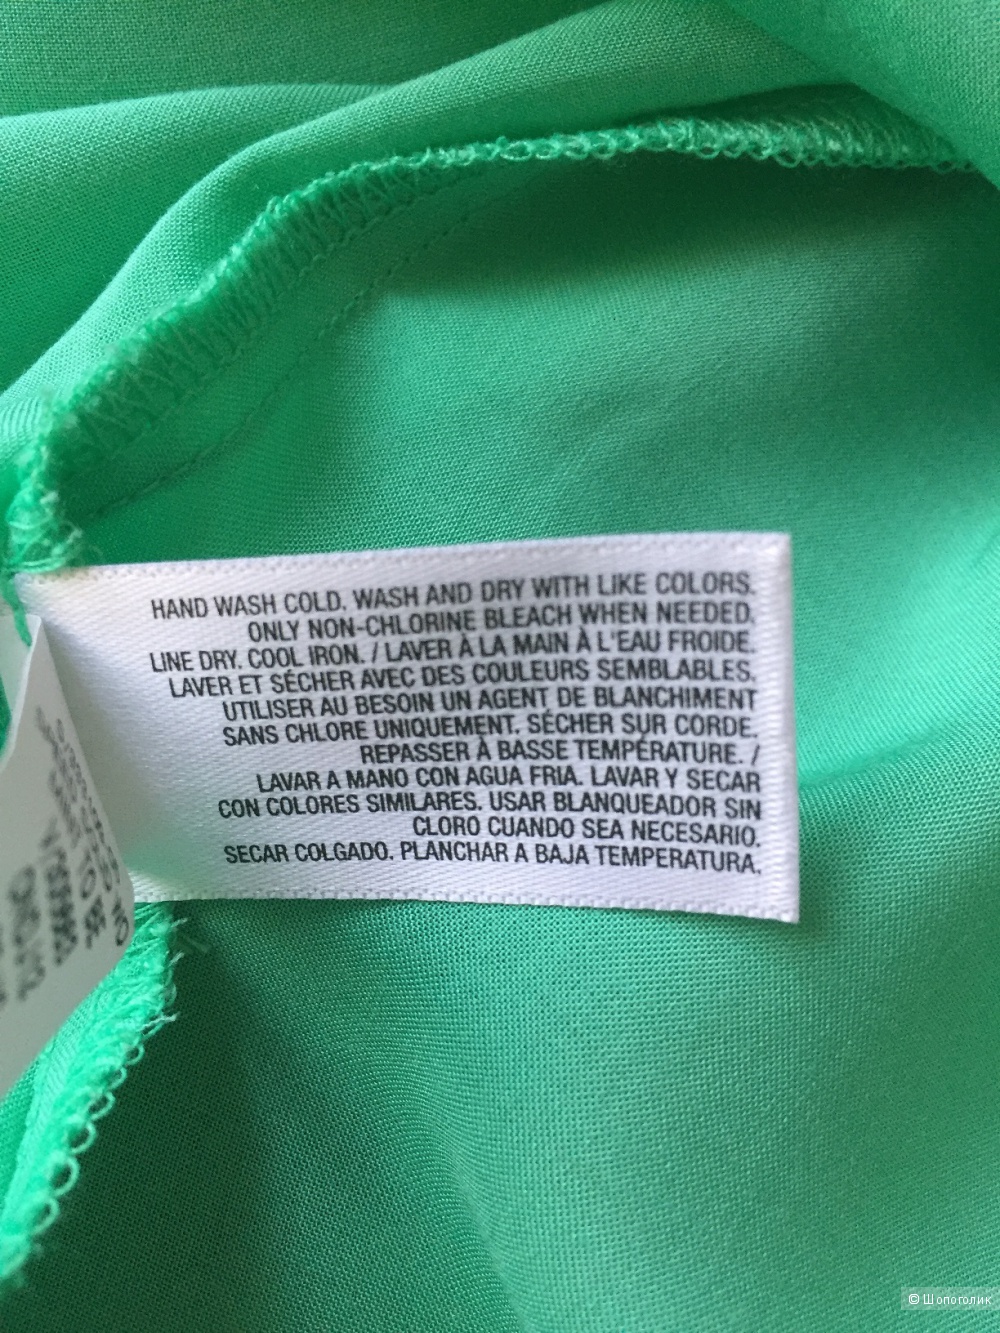 HAND WASH COLD. WASH AND DRY WITH LIKE COLORS.
ONLY NON-CHLORINE BLEACH WHEN NEEDED.
LINE DRY. COOL IRON. / LAVER À LA MAIN À L'EAU FROIDE.
LAVER ET SÉCHER AVEC DES COULEURS SEMBLABLES.
UTILISER AU BESOIN UN AGENT DE BLANCHIMENT
SANS CHLORE UNIQUEMENT. SÉCHER SUR CORDE.
REPASSER À BASSE TEMPÉRATURE. /
LAVAR A MANO CON AGUA FRIA. LAVAR Y SECAR
CON COLORES SIMILARES. USAR BLANQUEADOR SIN
CLORO CUANDO SEA NECESARIO.
SECAR COLGADO. PLANCHAR A BAJA TEMPERATURA.
© Шопоголик